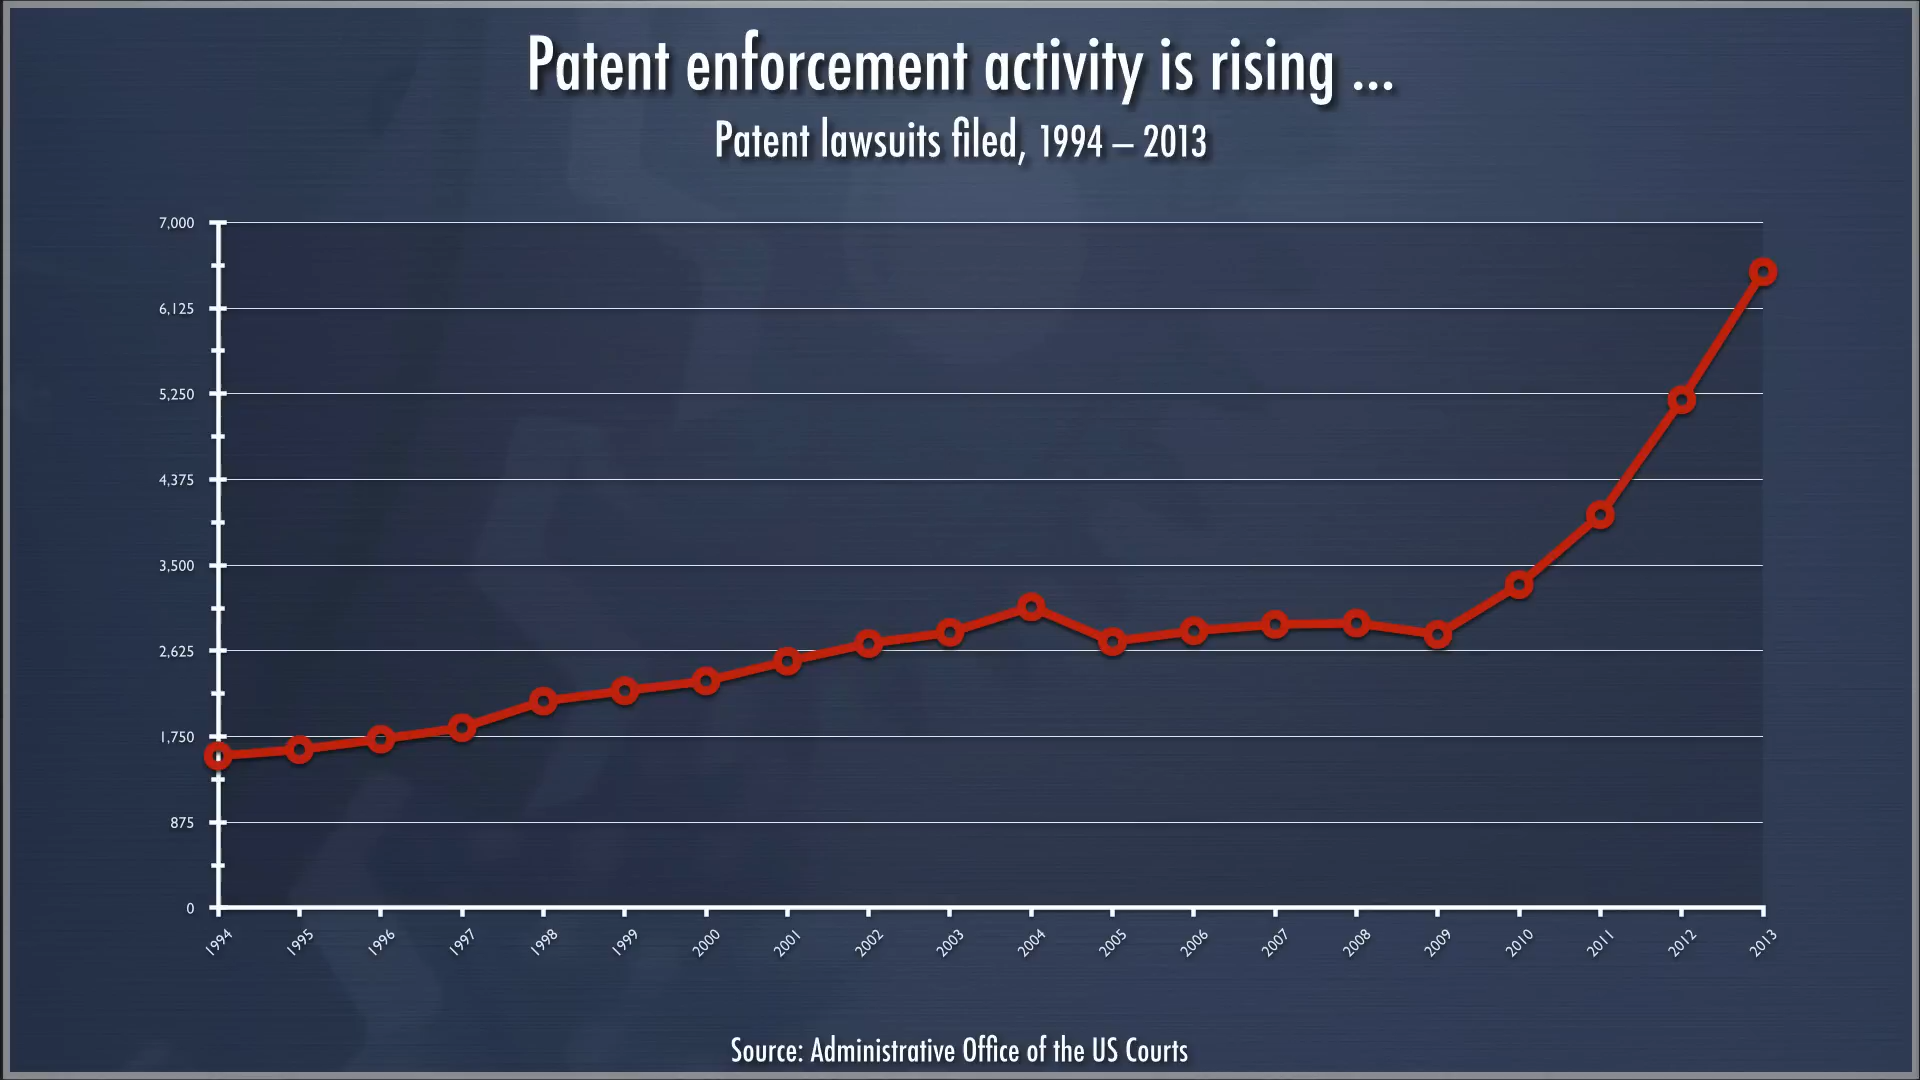 Patent enforcement activity is rising ...
Patent lawsuits filed, 1994 – 2013
7,000
6,125
5,250
4,375
3,500
2,625
1,750
875
0
1994 1995 1996 1997 1998 1999 2000 2001 2002 2003 2004 2005 2006 2007 2008 2009 2010 2011 2012 2013
Source: Administrative Office of the US Courts